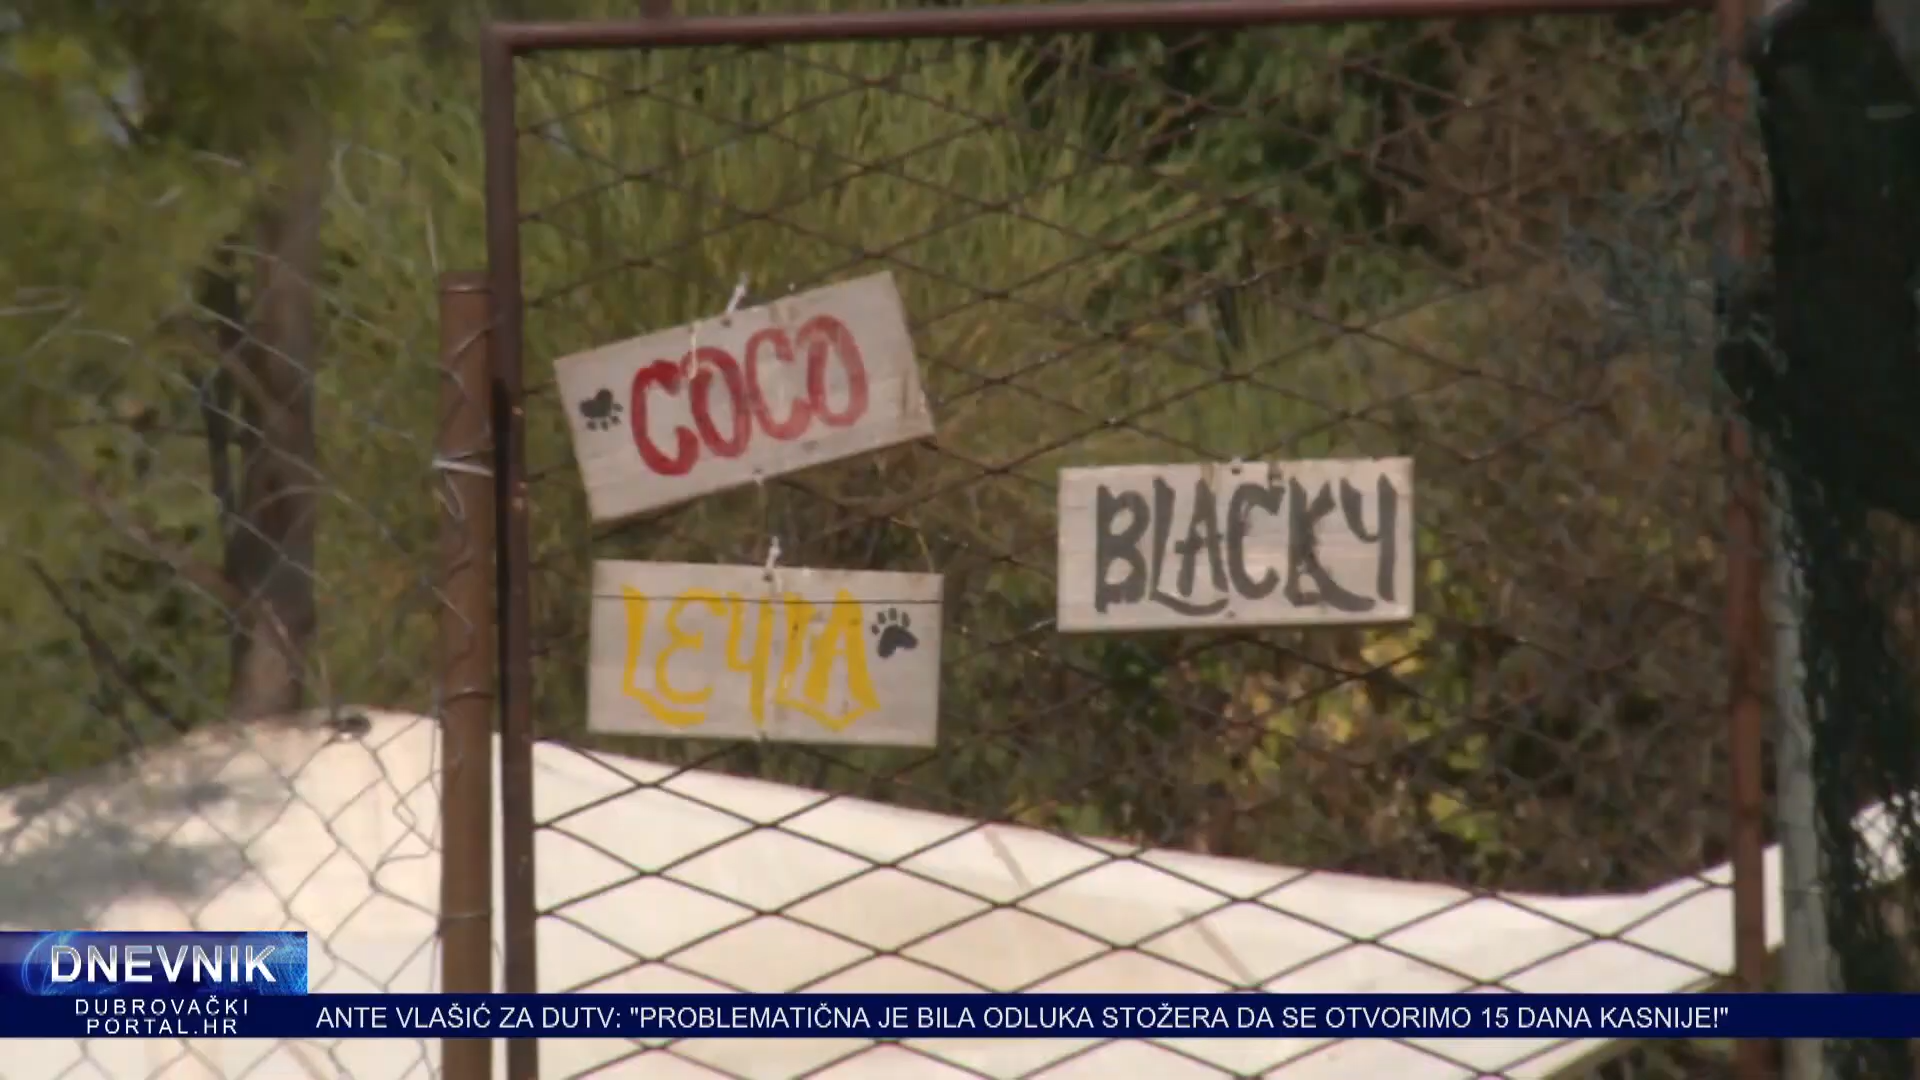 COCO
LEYLA
BLACKY
DNEVNIK
DUBROVAČKI
PORTAL.HR
ANTE VLAŠIĆ ZA DUTV: "PROBLEMATIČNA JE BILA ODLUKA STOŽERA DA SE OTVORIMO 15 DANA KASNIJE!"